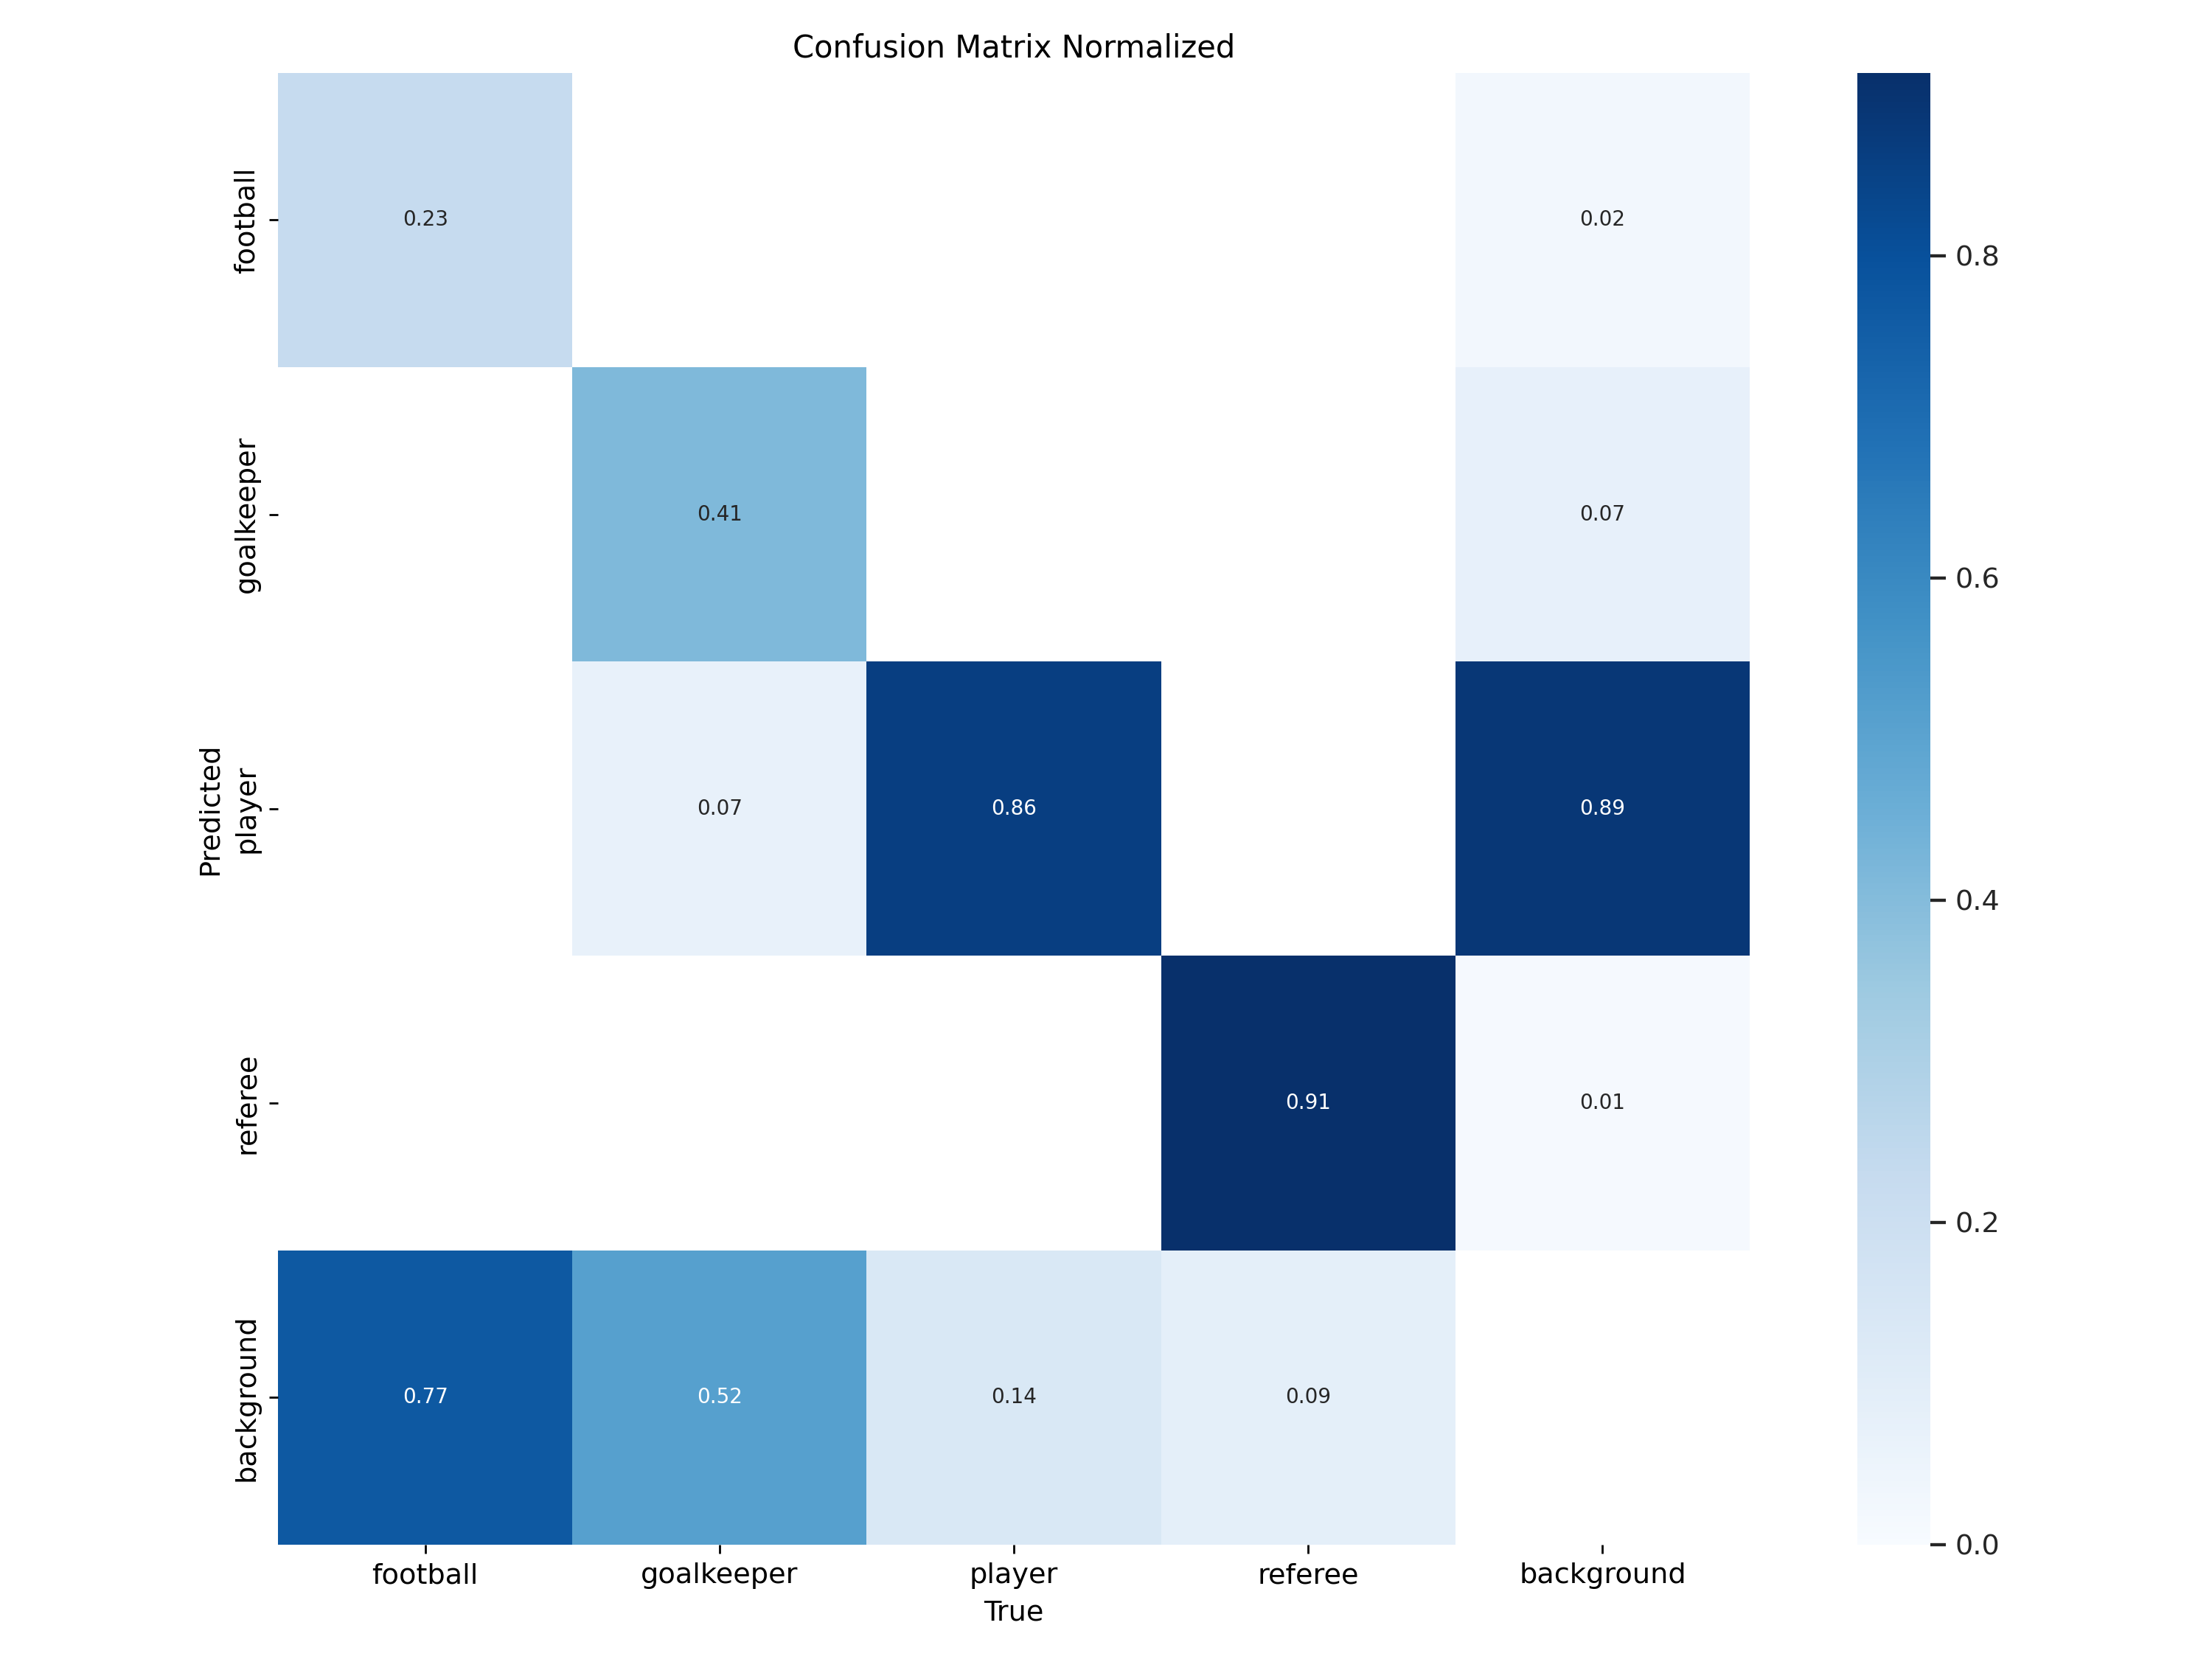 Confusion Matrix Normalized
football
0.23
0.02
0.8
goalkeeper
0.41
0.07
0.6
Predicted
player
0.07
0.86
0.89
0.4
referee
0.91
0.01
0.2
background
0.77
0.52
0.14
0.09
0.0
football goalkeeper player referee background
True